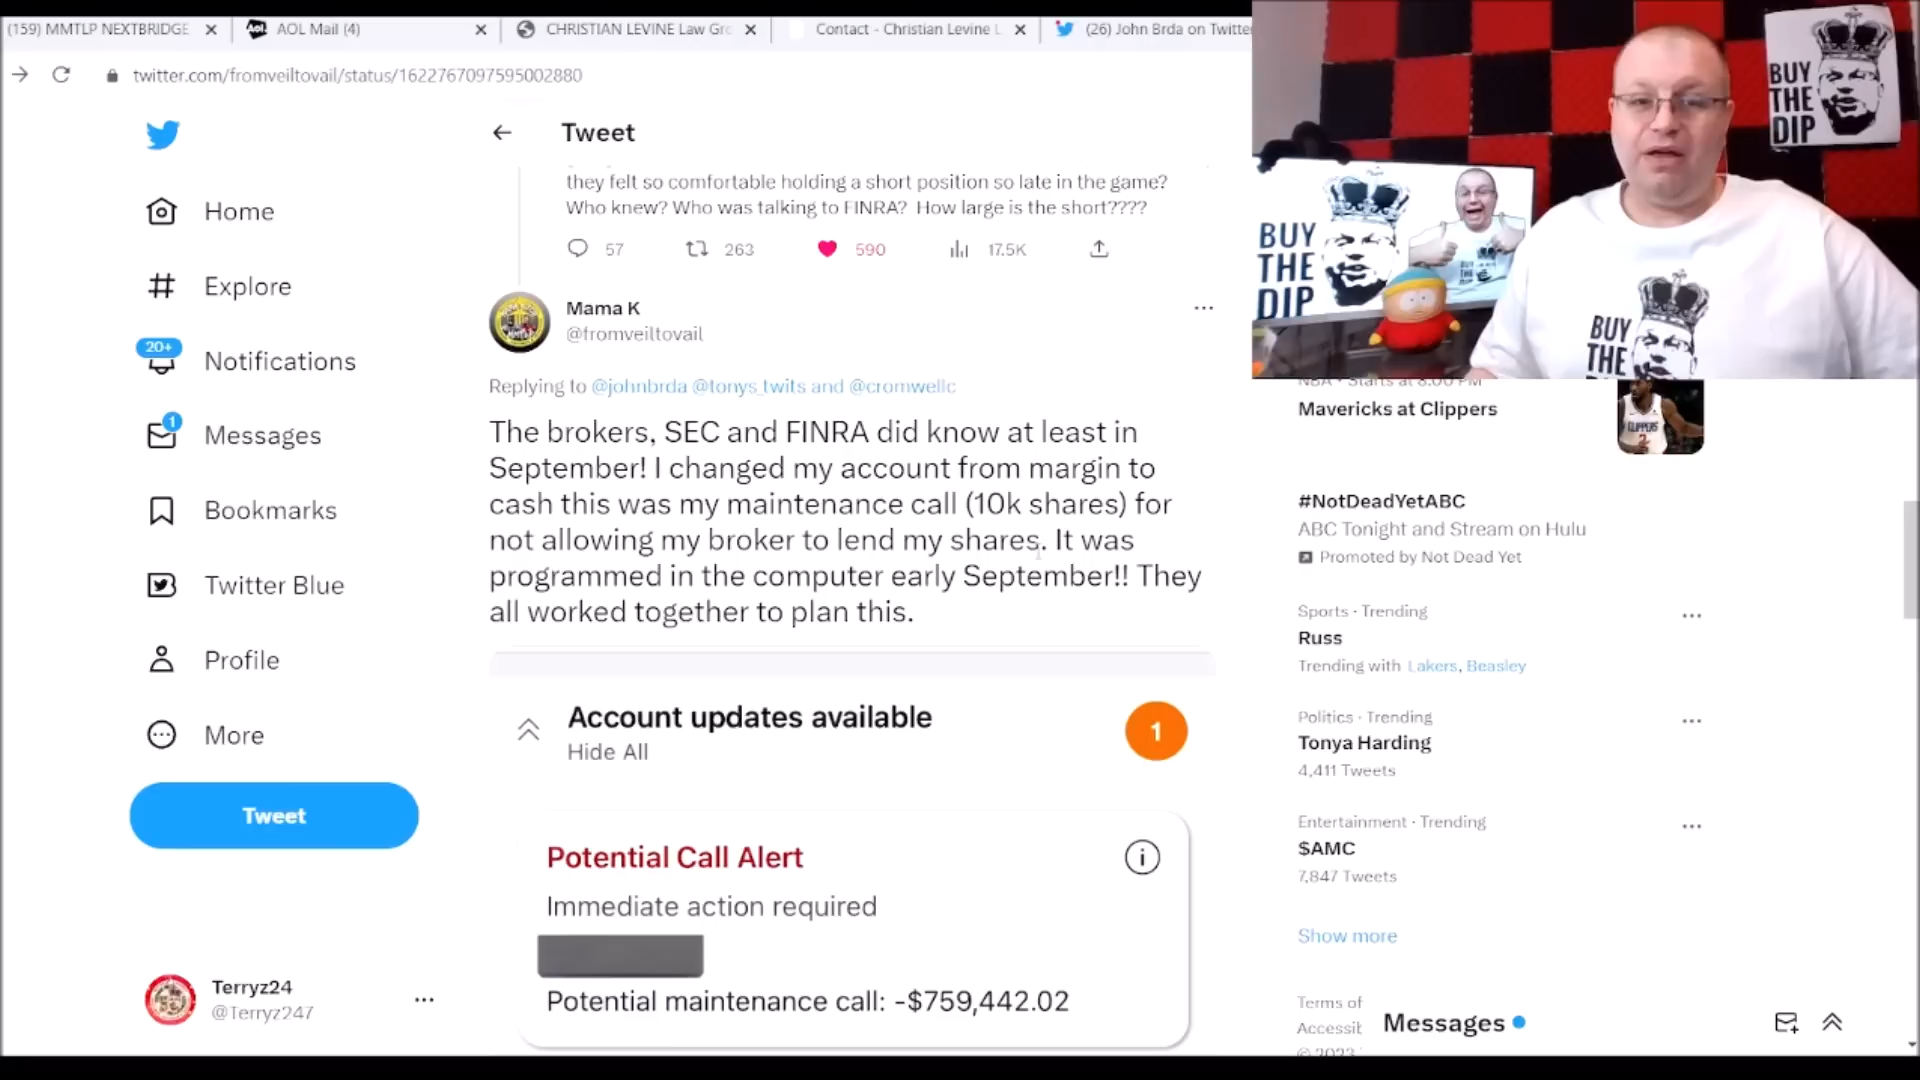 (159) MMTLP NEXTBRIDGE
AOL Mail (4)
CHRISTIAN LEVINE Law Gr
Contact - Christian Levine L
(26) John Brda on Twitte
twitter.com/fromveiltovail/status/1622767097595002880
Home
Explore
20+
Notifications
1
Messages
Bookmarks
Twitter Blue
Profile
More
Tweet
Terryz24
@Terryz247
Tweet
they felt so comfortable holding a short position so late in the game?
Who knew? Who was talking to FINRA? How large is the short????
57
263
590
17.5K
Mama K
@fromveiltovail
Replying to @johnbrda @tonys_twits and @cromwellc
The brokers, SEC and FINRA did know at least in
September! I changed my account from margin to
cash this was my maintenance call (10k shares) for
not allowing my broker to lend my shares. It was
programmed in the computer early September!! They
all worked together to plan this.
Account updates available
Hide All
1
Potential Call Alert
Immediate action required
Potential maintenance call: -$759,442.02
BUY
THE
DIP
BUY
THE
DIP
BUY
THE
NBA · Starts at 8:00 PM
Mavericks at Clippers
CLIPPERS
#NotDeadYetABC
ABC Tonight and Stream on Hulu
Promoted by Not Dead Yet
Sports · Trending
Russ
Trending with Lakers, Beasley
Politics · Trending
Tonya Harding
4,411 Tweets
Entertainment · Trending
$AMC
7,847 Tweets
Show more
Terms of
Accessib
© 2023
Messages